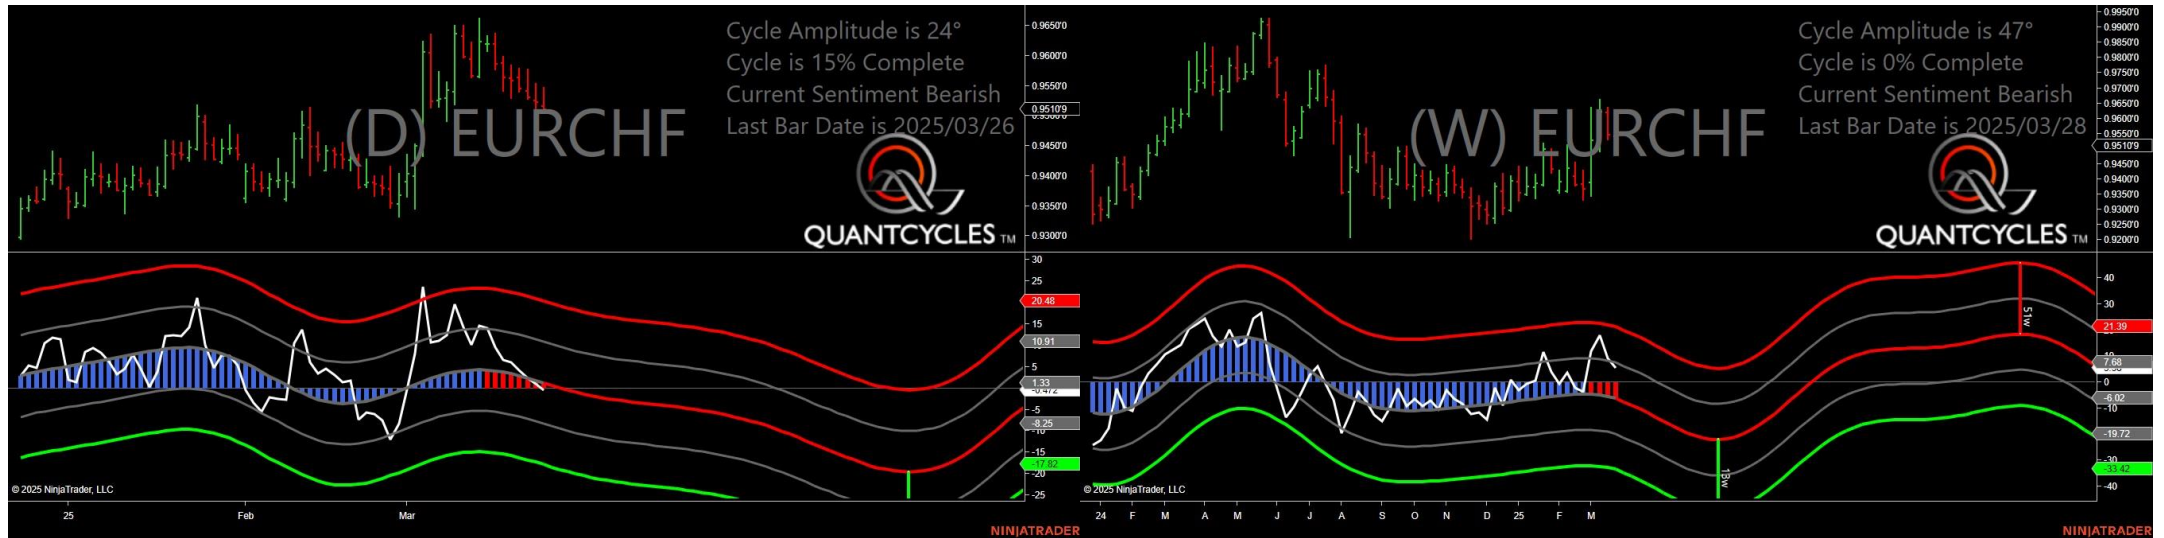 Cycle Amplitude is 24°
Cycle is 15% Complete
Current Sentiment Bearish
Last Bar Date is 2025/03/26
(D) EURCHF
QUANTCYCLES TM
0.9650'0
0.9600'0
0.9550'0
0.9510'9
0.9500'0
0.9450'0
0.9400'0
0.9350'0
0.9300'0
30
25
20.48
15
10.91
5
1.33
-0.472
-5
-8.25
-10
-15
-17.82
-20
-25
© 2025 NinjaTrader, LLC
25 Feb Mar
NINJATRADER
Cycle Amplitude is 47°
Cycle is 0% Complete
Current Sentiment Bearish
Last Bar Date is 2025/03/28
(W) EURCHF
QUANTCYCLES TM
0.9950'0
0.9900'0
0.9850'0
0.9800'0
0.9750'0
0.9700'0
0.9650'0
0.9600'0
0.9550'0
0.9510'9
0.9450'0
0.9400'0
0.9350'0
0.9300'0
0.9250'0
0.9200'0
51w
13w
40
30
21.39
7.68
0
-6.02
-10
-19.72
-30
-33.42
-40
© 2025 NinjaTrader, LLC
24 F M A M J J A S O N D 25 F M
NINJATRADER